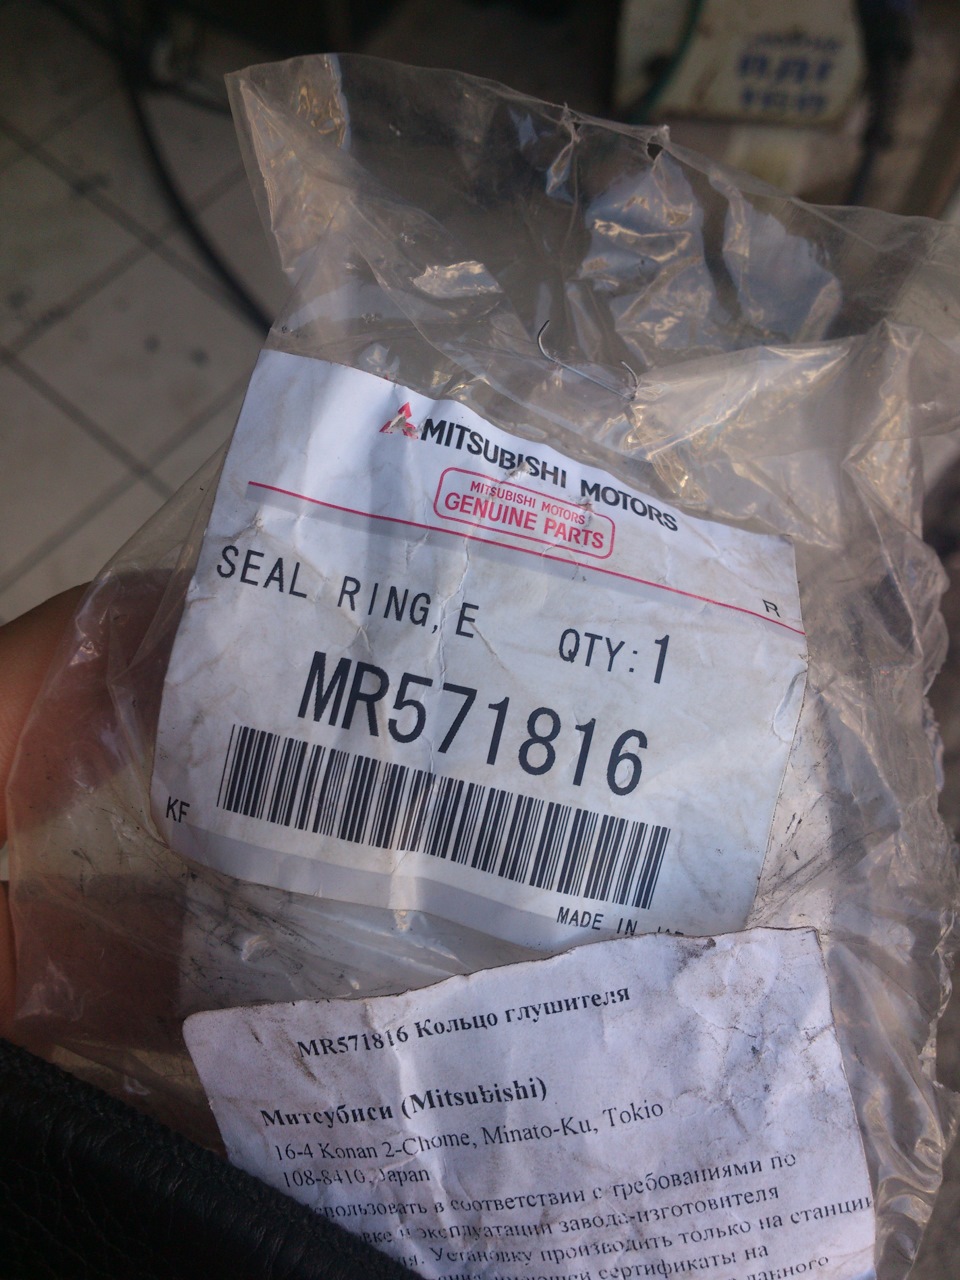 MITSUBISHI MOTORS
MITSUBISHI MOTORS
GENUINE PARTS
R
SEAL RING, E QTY: 1
MR571816
KF
MADE IN
MR571816 Кольцо глушителя
Митсубиси (Mitsubishi)
16-4 Konan 2-Chome, Minato-Ku, Tokio
108-8410, Japan
в соответствии с требованиями по
эксплуатации завода-изготовителя
Установку производить только на станции
сертификаты на
данного